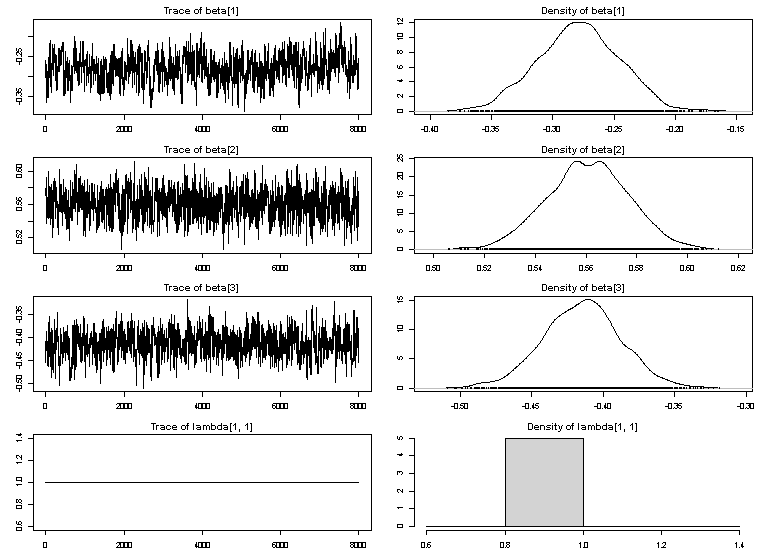 Trace of beta[1]
Density of beta[1]
-0.35 -0.25
0 2 4 6 8 10 12
0 2000 4000 6000 8000
-0.40 -0.35 -0.30 -0.25 -0.20 -0.15
Trace of beta[2]
Density of beta[2]
0.52 0.56 0.60
0 5 10 15 20 25
0 2000 4000 6000 8000
0.50 0.52 0.54 0.56 0.58 0.60 0.62
Trace of beta[3]
Density of beta[3]
-0.50 -0.45 -0.40 -0.35
0 5 10 15
0 2000 4000 6000 8000
-0.50 -0.45 -0.40 -0.35 -0.30
Trace of lambda[1, 1]
Density of lambda[1, 1]
0.6 0.8 1.0 1.2 1.4
0 1 2 3 4 5
0 2000 4000 6000 8000
0.6 0.8 1.0 1.2 1.4